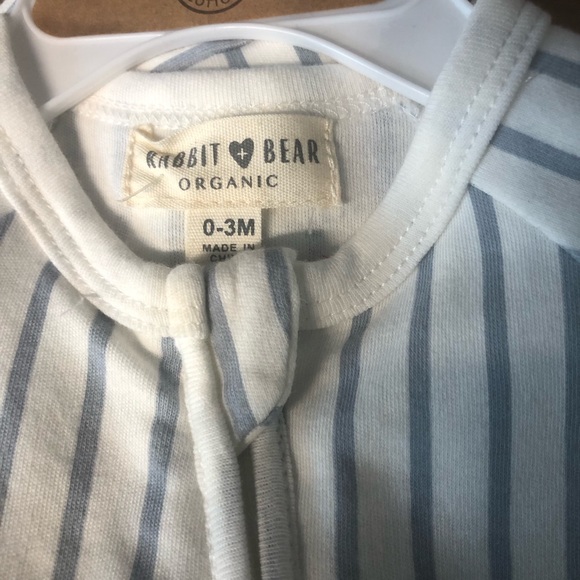 RABBIT + BEAR
ORGANIC
0-3M
MADE IN